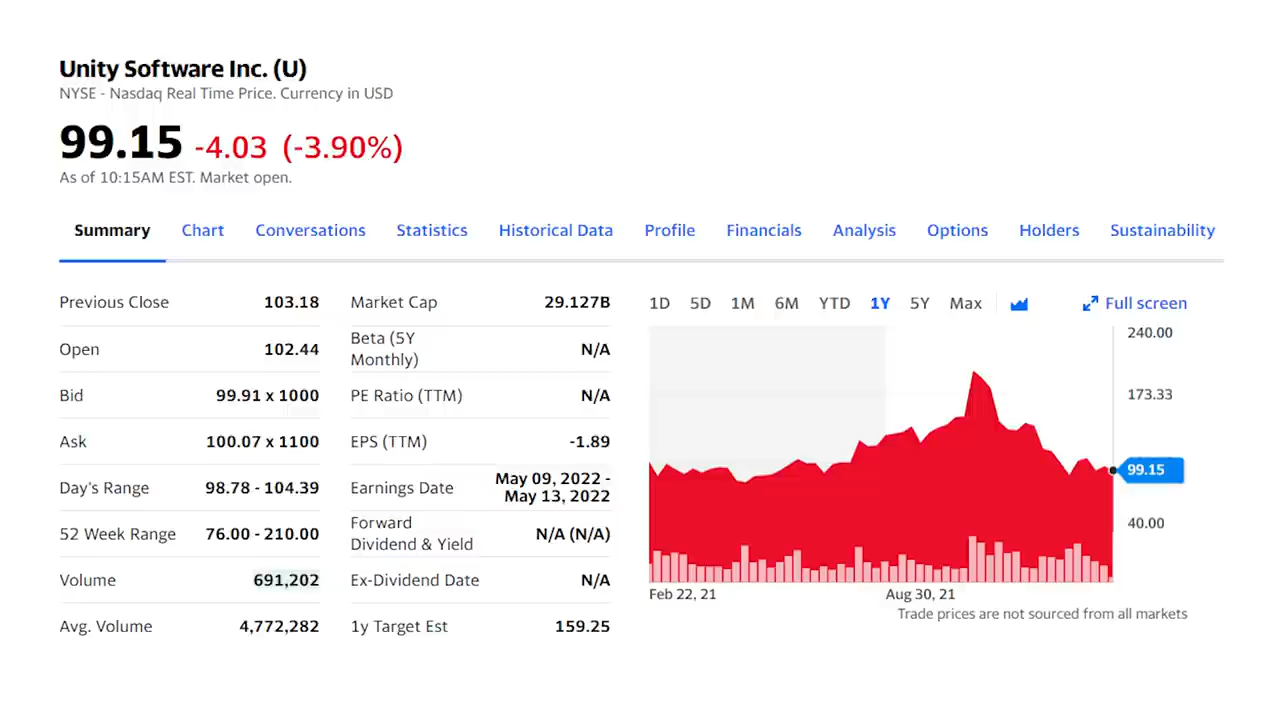 Unity Software Inc. (U)
NYSE - Nasdaq Real Time Price. Currency in USD
99.15 -4.03 (-3.90%)
As of 10:15AM EST. Market open.
Summary Chart Conversations Statistics Historical Data Profile Financials Analysis Options Holders Sustainability
Previous Close 103.18
Open 102.44
Bid 99.91 x 1000
Ask 100.07 x 1100
Day's Range 98.78 - 104.39
52 Week Range 76.00 - 210.00
Volume 691,202
Avg. Volume 4,772,282
Market Cap 29.127B
Beta (5Y
Monthly) N/A
PE Ratio (TTM) N/A
EPS (TTM) -1.89
Earnings Date May 09, 2022 -
May 13, 2022
Forward
Dividend & Yield N/A (N/A)
Ex-Dividend Date N/A
1y Target Est 159.25
1D 5D 1M 6M YTD 1Y 5Y Max Full screen
240.00
173.33
99.15
40.00
Feb 22, 21 Aug 30, 21
Trade prices are not sourced from all markets